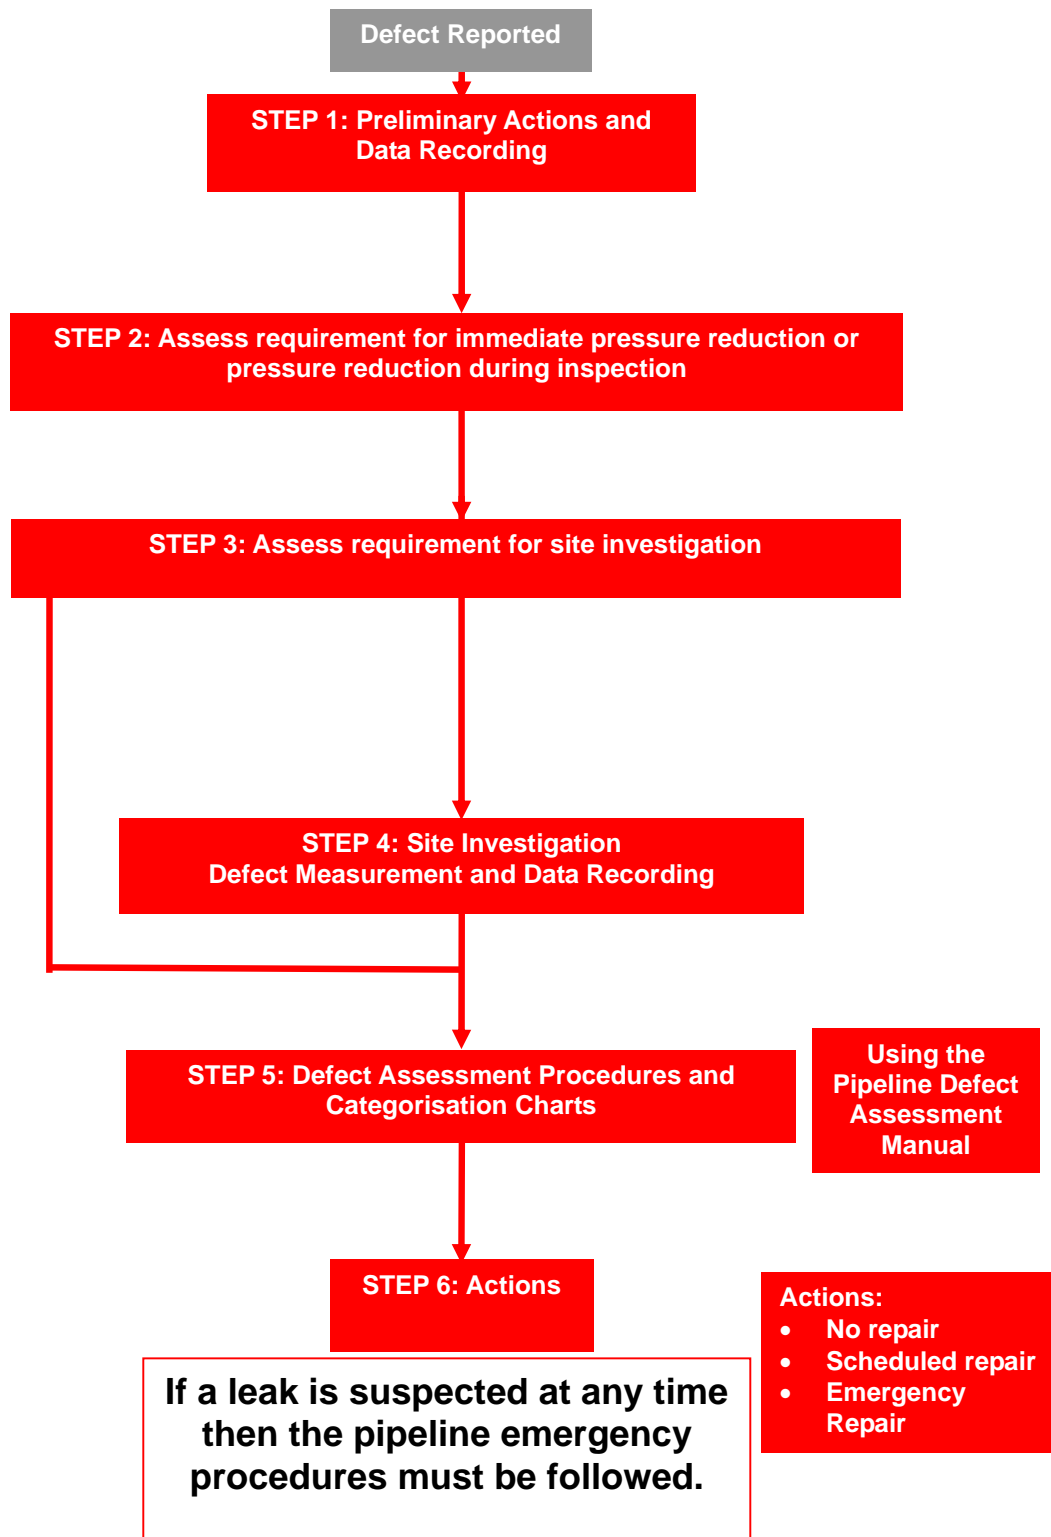 Defect Reported
STEP 1: Preliminary Actions and
Data Recording
STEP 2: Assess requirement for immediate pressure reduction or
pressure reduction during inspection
STEP 3: Assess requirement for site investigation
STEP 4: Site Investigation
Defect Measurement and Data Recording
STEP 5: Defect Assessment Procedures and
Categorisation Charts
Using the
Pipeline Defect
Assessment
Manual
STEP 6: Actions
Actions:
• No repair
• Scheduled repair
• Emergency
Repair
If a leak is suspected at any time
then the pipeline emergency
procedures must be followed.